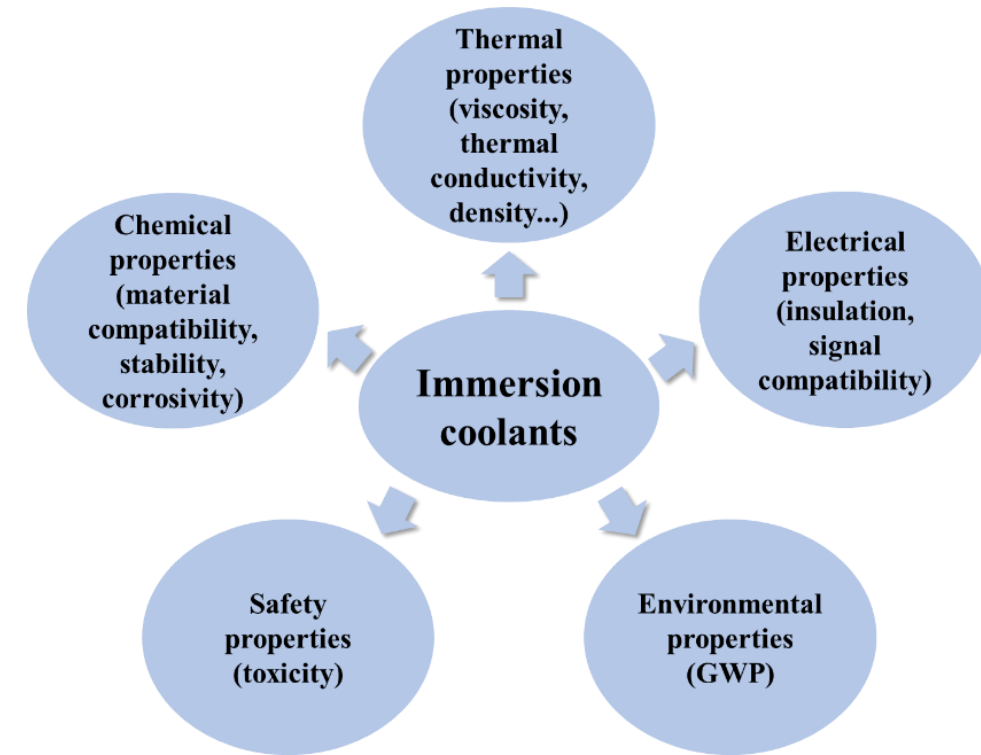 Thermal
properties
(viscosity,
thermal
conductivity,
density...)
Chemical
properties
(material
compatibility,
stability,
corrosivity)
Electrical
properties
(insulation,
signal
compatibility)
Immersion
coolants
Safety
properties
(toxicity)
Environmental
properties
(GWP)